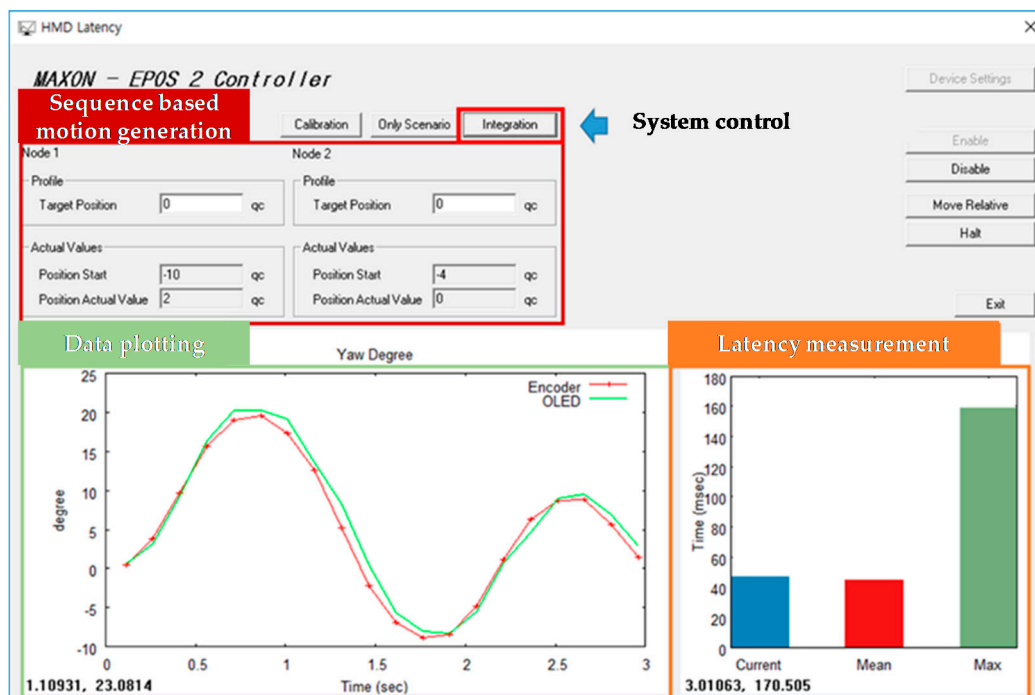 HMD Latency
MAXON - EPOS 2 Controller
Device Settings
Sequence based
motion generation
Calibration
Only Scenario
Integration
System control
Enable
Disable
Move Relative
Halt
Exit
Node 1
Profile
Target Position 0 qc
Actual Values
Position Start -10 qc
Position Actual Value 2 qc
Node 2
Profile
Target Position 0 qc
Actual Values
Position Start -4 qc
Position Actual Value 0 qc
Data plotting
Yaw Degree
Encoder
OLED
25
20
15
10
5
0
-5
-10
degree
0 0.5 1 1.5 2 2.5 3
Time (sec)
1.10931, 23.0814
Latency measurement
180
160
140
120
100
80
60
40
20
0
Time (msec)
Current Mean Max
3.01063, 170.505